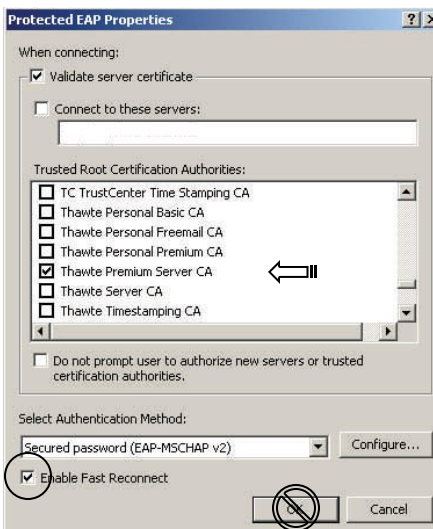 Protected EAP Properties
When connecting:
Validate server certificate
Connect to these servers:
Trusted Root Certification Authorities:
TC TrustCenter Time Stamping CA
Thawte Personal Basic CA
Thawte Personal Freemail CA
Thawte Personal Premium CA
Thawte Premium Server CA
Thawte Server CA
Thawte Timestamping CA
Do not prompt user to authorize new servers or trusted
certification authorities.
Select Authentication Method:
Secured password (EAP-MSCHAP v2)
Configure...
Enable Fast Reconnect
OK
Cancel